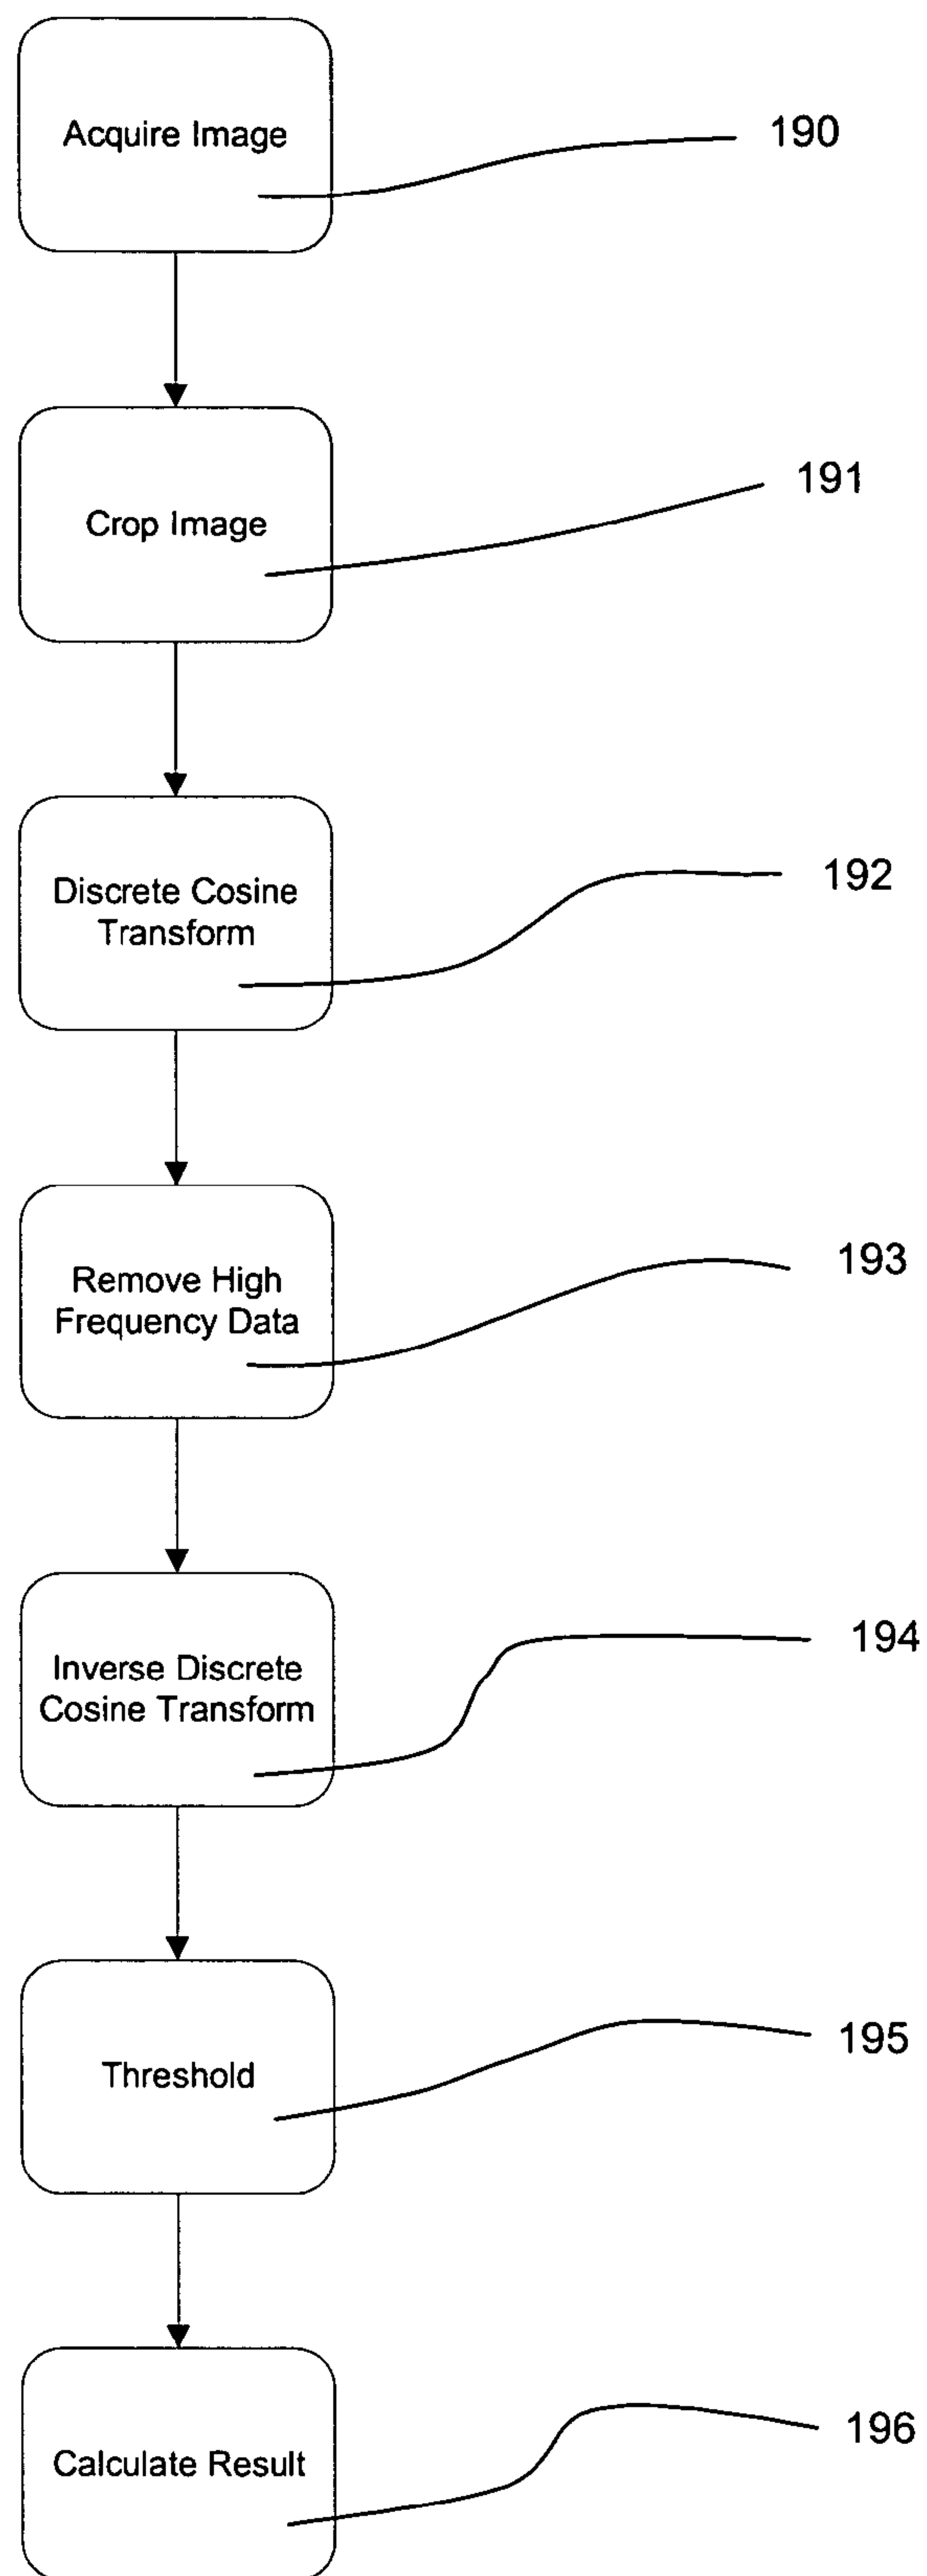 Acquire Image
190
Crop Image
191
Discrete Cosine
Transform
192
Remove High
Frequency Data
193
Inverse Discrete
Cosine Transform
194
Threshold
195
Calculate Result
196